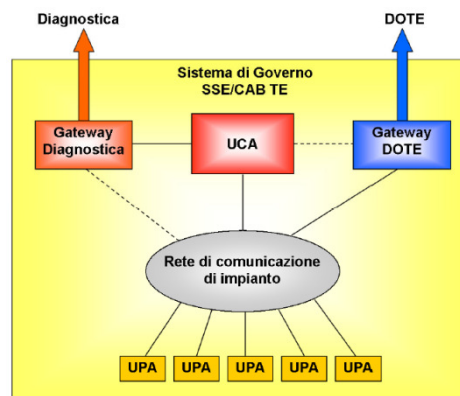 Diagnostica
DOTE
Sistema di Governo
SSE/CAB TE
Gateway
Diagnostica
UCA
Gateway
DOTE
Rete di comunicazione
di impianto
UPA
UPA
UPA
UPA
UPA